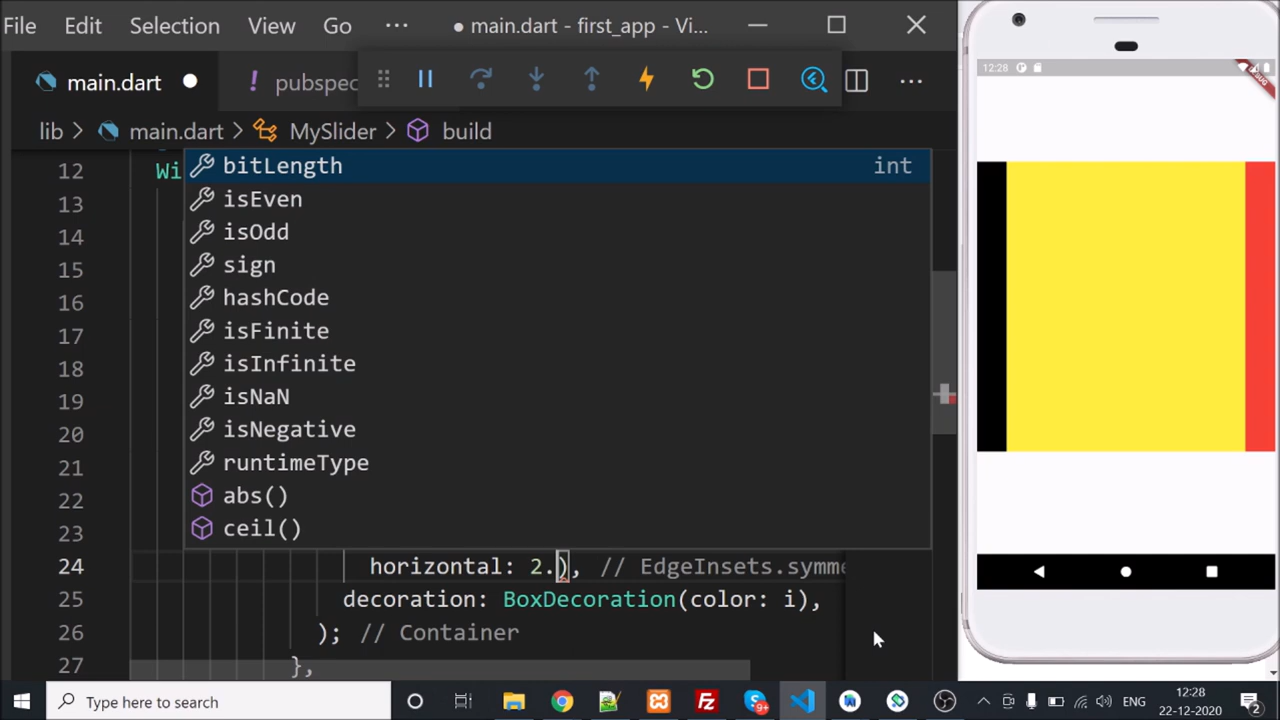 File Edit Selection View Go ··· ● main.dart - first_app - Vi...
main.dart ● ! pubspec
lib > main.dart > MySlider > build
12 Wi
bitLength int
13
isEven
14
isOdd
15
sign
16
hashCode
17
isFinite
18
isInfinite
19
isNaN
20
isNegative
21
runtimeType
22
abs()
23
ceil()
24 horizontal: 2.), // EdgeInsets.symme
25 decoration: BoxDecoration(color: i),
26 ); // Container
27 },
12:28
DEBUG
Type here to search
9+
ENG
12:28
22-12-2020
2